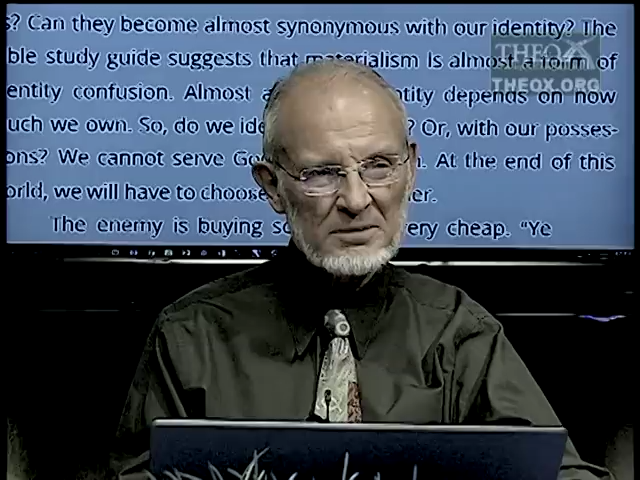 s? Can they become almost synonymous with our identity? The
ble study guide suggests that materialism is almost a form of
entity confusion. Almost a tity depends on how
uch we own. So, do we ide ? Or, with our posses-
ons? We cannot serve Go . At the end of this
orld, we will have to choose er.
The enemy is buying so ery cheap. "Ye
THEOX
THEOX.ORG